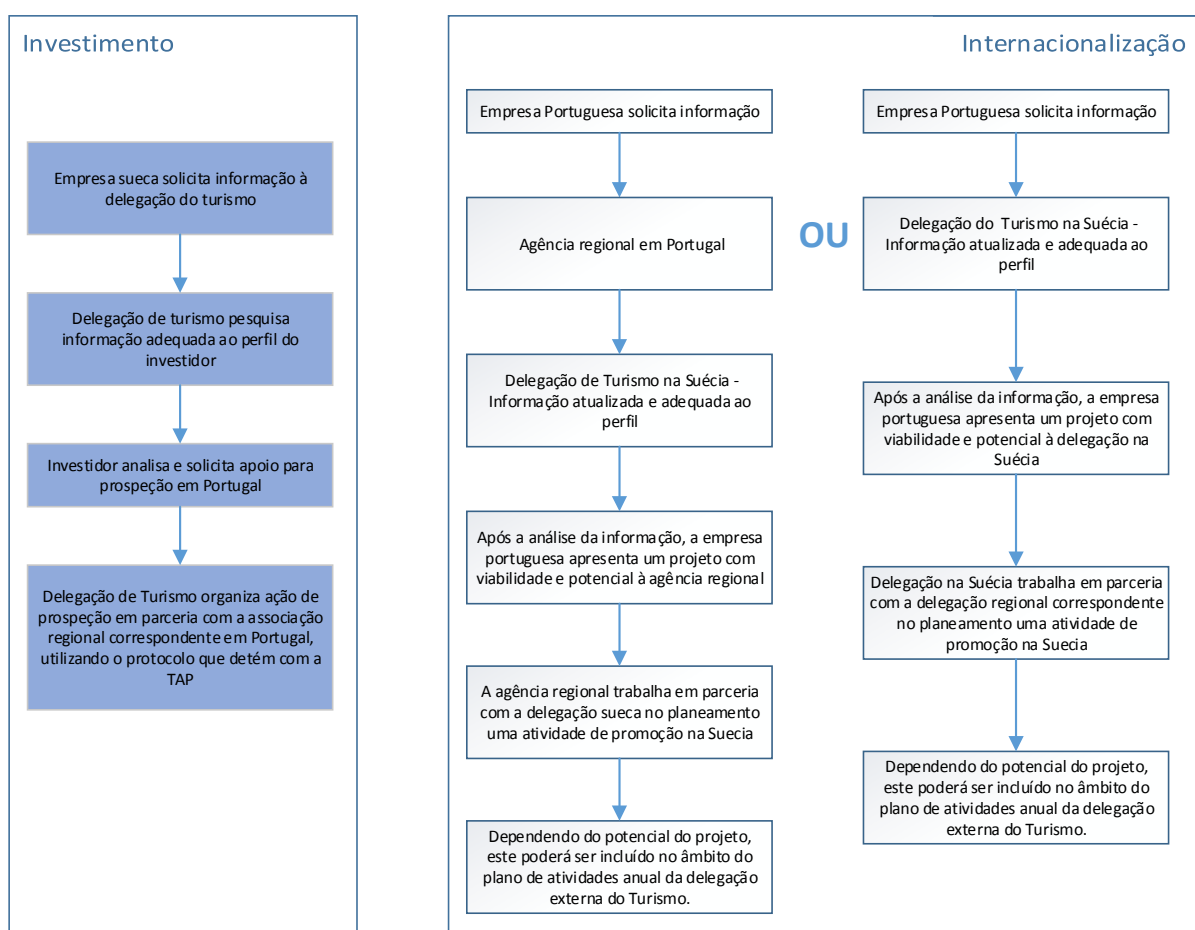 Investimento
Empresa sueca solicita informação à
delegação do turismo
Delegação de turismo pesquisa
informação adequada ao perfil do
investidor
Investidor analisa e solicita apoio para
prospeção em Portugal
Delegação de Turismo organiza ação de
prospeção em parceria com a associação
regional correspondente em Portugal,
utilizando o protocolo que detém com a
TAP
Internacionalização
Empresa Portuguesa solicita informação
Agência regional em Portugal
Delegação de Turismo na Suécia -
Informação atualizada e adequada ao
perfil
Após a análise da informação, a empresa
portuguesa apresenta um projeto com
viabilidade e potencial à agência regional
A agência regional trabalha em parceria
com a delegação sueca no planeamento
uma atividade de promoção na Suecia
Dependendo do potencial do projeto,
este poderá ser incluído no âmbito do
plano de atividades anual da delegação
externa do Turismo.
OU
Empresa Portuguesa solicita informação
Delegação do Turismo na Suécia -
Informação atualizada e adequada ao
perfil
Após a análise da informação, a empresa
portuguesa apresenta um projeto com
viabilidade e potencial à delegação na
Suécia
Delegação na Suécia trabalha em parceria
com a delegação regional correspondente
no planeamento uma atividade de
promoção na Suecia
Dependendo do potencial do projeto,
este poderá ser incluído no âmbito do
plano de atividades anual da delegação
externa do Turismo.